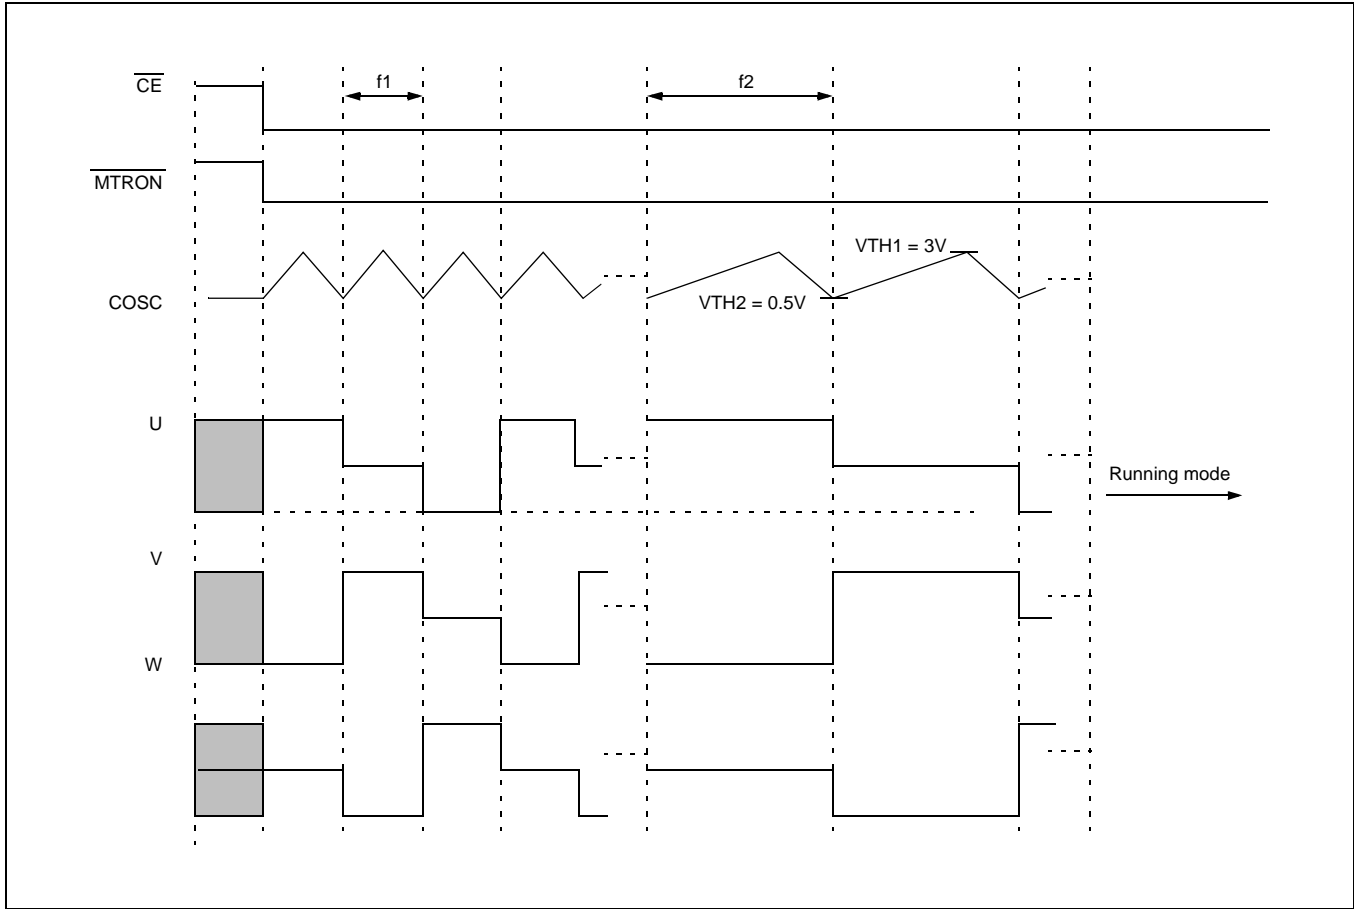 CE
f1
f2
MTRON
VTH1 = 3V
COSC
VTH2 = 0.5V
U
Running mode
V
W